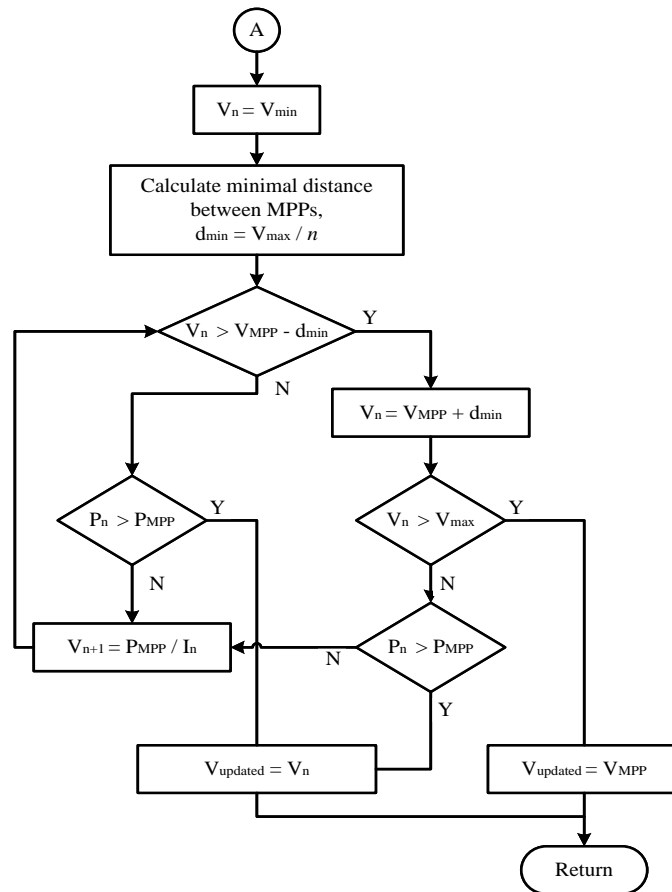 A
Vn = Vmin
Calculate minimal distance
between MPPs,
dmin = Vmax / n
Vn > VMPP - dmin
Y
N
Vn = VMPP + dmin
Pn > PMPP
Y
Vn > Vmax
Y
N
N
Vn+1 = PMPP / In
Pn > PMPP
N
Y
Vupdated = Vn
Vupdated = VMPP
Return